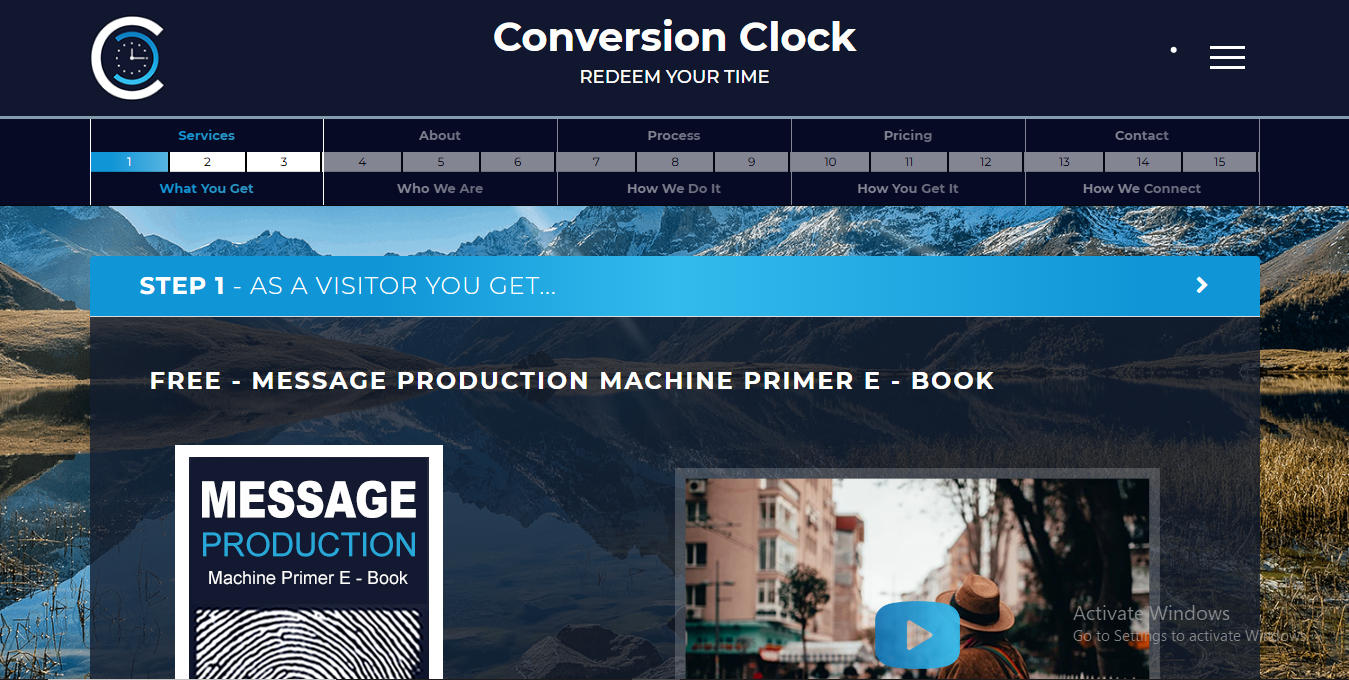 Conversion Clock
REDEEM YOUR TIME
Services About Process Pricing Contact
1 2 3 4 5 6 7 8 9 10 11 12 13 14 15
What You Get Who We Are How We Do It How You Get It How We Connect
STEP 1 - AS A VISITOR YOU GET...
FREE - MESSAGE PRODUCTION MACHINE PRIMER E - BOOK
MESSAGE
PRODUCTION
Machine Primer E - Book
Activate Windows
Go to Settings to activate Windows.